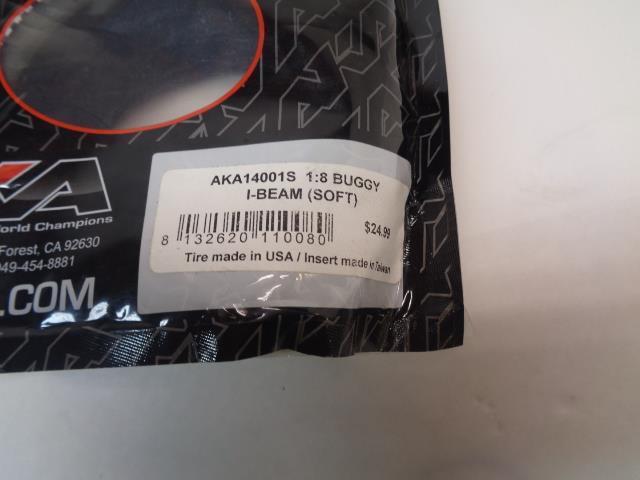 AKA14001S 1:8 BUGGY
I-BEAM (SOFT)
$24.99
8 132620 110080
Tire made in USA / Insert made in Taiwan
World Champions
Forest, CA 92630
949-454-8881
.COM